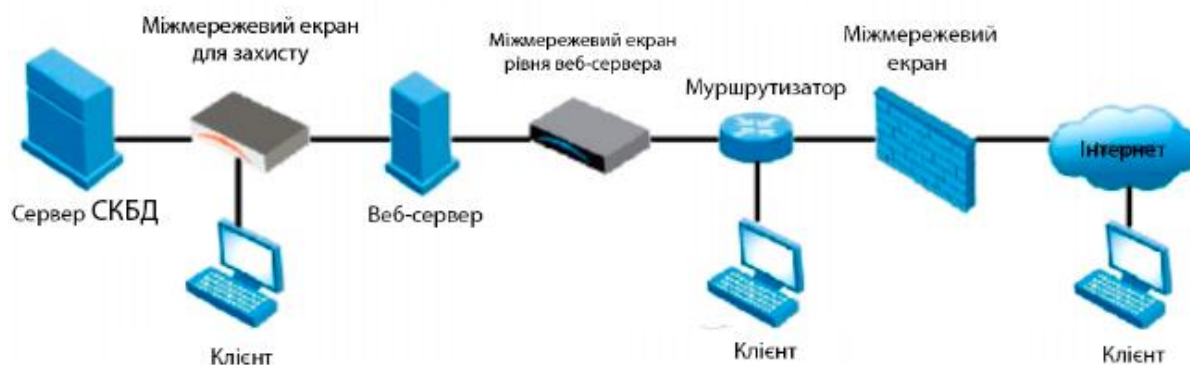 Міжмережевий екран
для захисту
Міжмережевий екран
рівня веб-сервера
Муршрутизатор
Міжмережевий
екран
Інтернет
Сервер СКБД
Веб-сервер
Клієнт
Клієнт
Клієнт